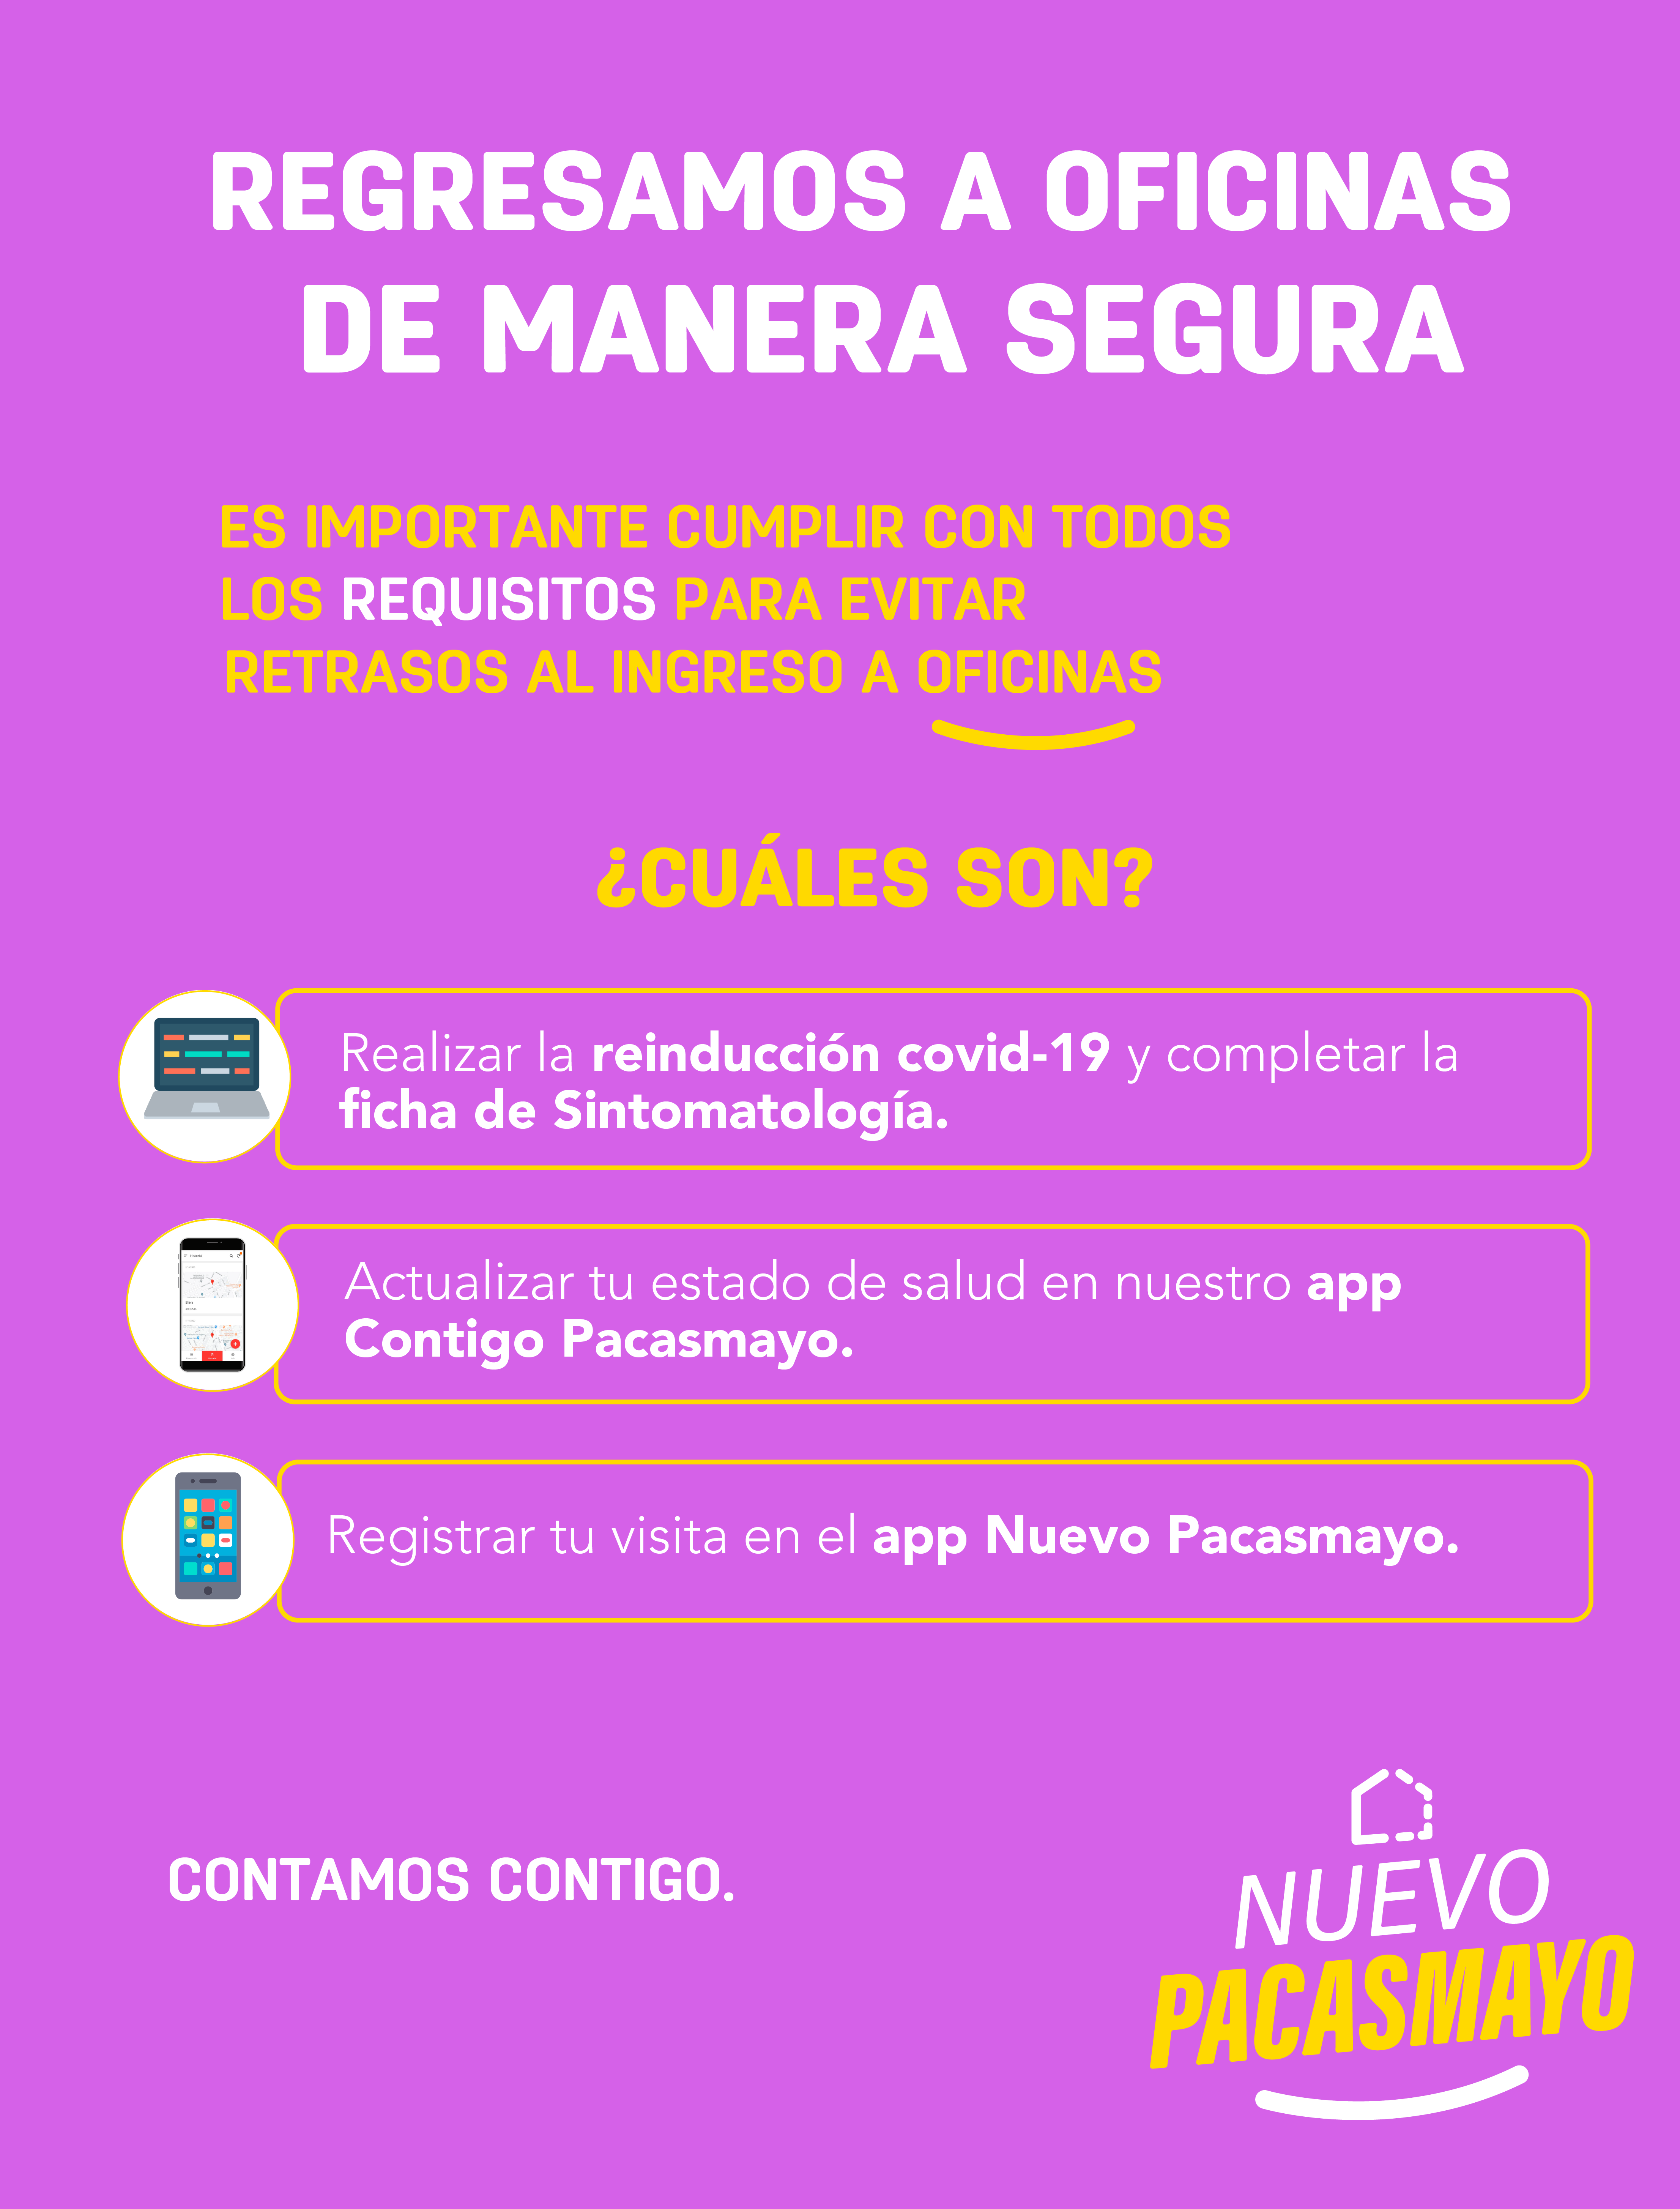 REGRESAMOS A OFICINAS
DE MANERA SEGURA
ES IMPORTANTE CUMPLIR CON TODOS
LOS REQUISITOS PARA EVITAR
RETRASOS AL INGRESO A OFICINAS
¿CUÁLES SON?
Realizar la reinducción covid-19 y completar la
ficha de Sintomatología.
Actualizar tu estado de salud en nuestro app
Contigo Pacasmayo.
Registrar tu visita en el app Nuevo Pacasmayo.
CONTAMOS CONTIGO.
NUEVO
PACASMAYO